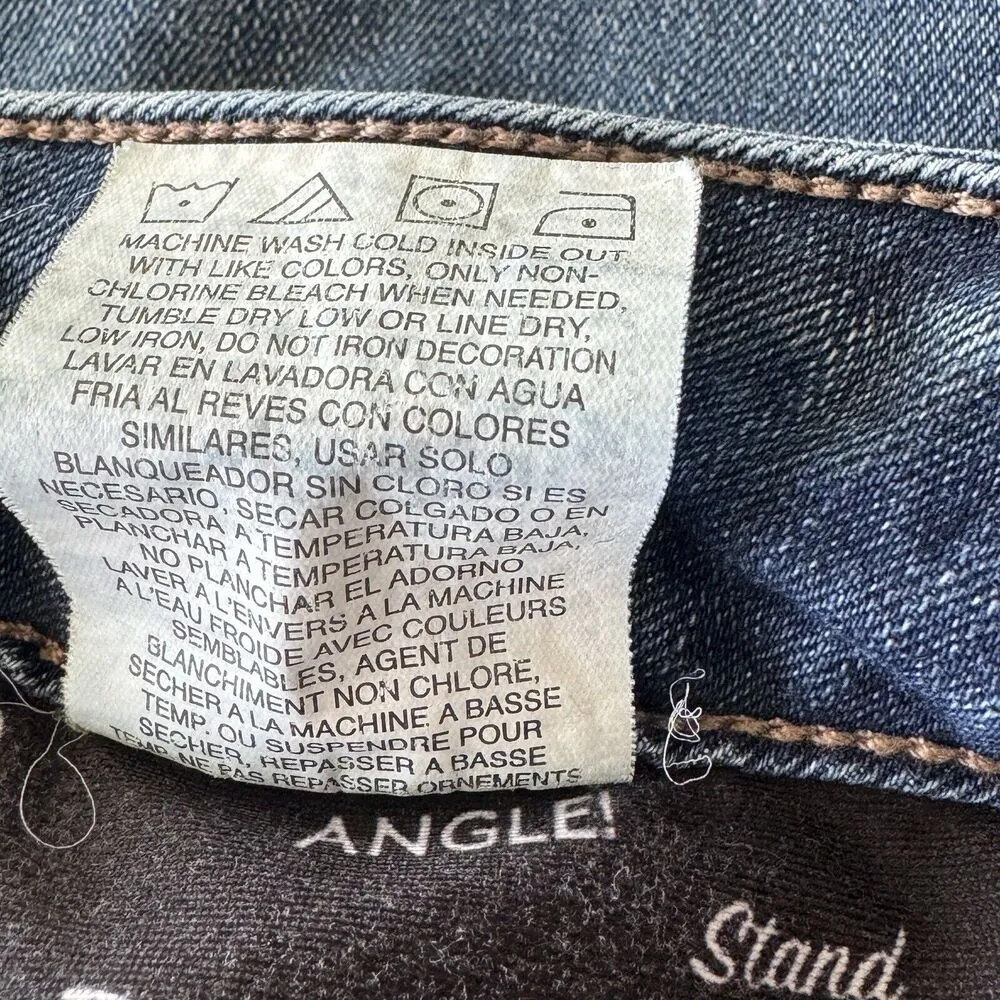 MACHINE WASH COLD INSIDE OUT
WITH LIKE COLORS, ONLY NON-
CHLORINE BLEACH WHEN NEEDED,
TUMBLE DRY LOW OR LINE DRY,
LOW IRON, DO NOT IRON DECORATION
LAVAR EN LAVADORA CON AGUA
FRIA AL REVES CON COLORES
SIMILARES, USAR SOLO
BLANQUEADOR SIN CLORO SI ES
NECESARIO, SECAR COLGADO O EN
SECADORA A TEMPERATURA BAJA,
PLANCHAR A TEMPERATURA BAJA,
NO PLANCHAR EL ADORNO
LAVER A L'ENVERS A LA MACHINE
A L'EAU FROIDE AVEC COULEURS
SEMBLABLES, AGENT DE
BLANCHIMENT NON CHLORE,
SECHER A LA MACHINE A BASSE
TEMP. OU SUSPENDRE POUR
SECHER, REPASSER A BASSE
TEMP. NE PAS REPASSER ORNEMENTS
ANGLE!
Stand